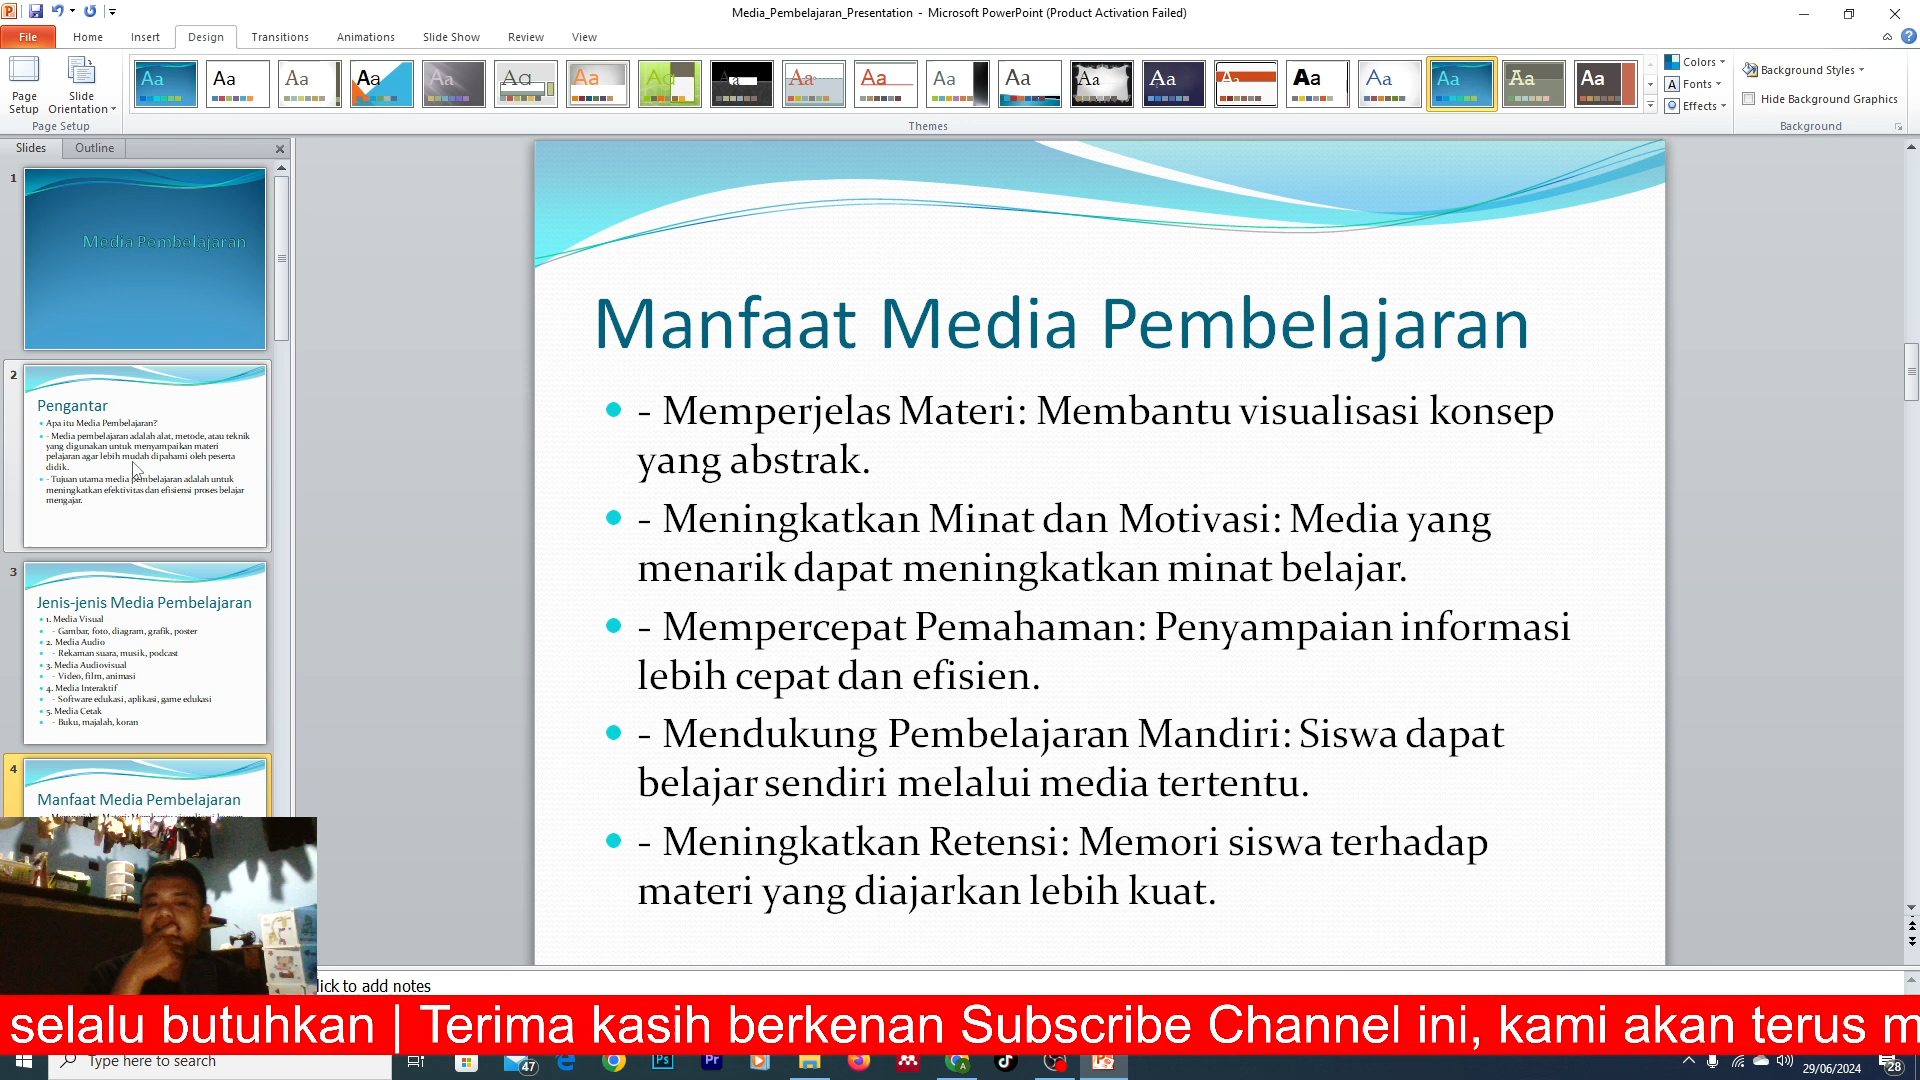 Media_Pembelajaran_Presentation - Microsoft PowerPoint (Product Activation Failed)
File Home Insert Design Transitions Animations Slide Show Review View
Page Setup
Slide Orientation
Page Setup
Themes
Colors
Fonts
Effects
Background Styles
Hide Background Graphics
Background
Slides Outline
1
Media Pembelajaran
2
Pengantar
Apa itu Media Pembelajaran?
- Media pembelajaran adalah alat, metode, atau teknik
yang digunakan untuk menyampaikan materi
pelajaran agar lebih mudah dipahami oleh peserta
didik.
- Tujuan utama media pembelajaran adalah untuk
meningkatkan efektivitas dan efisiensi proses belajar
mengajar.
3
Jenis-jenis Media Pembelajaran
1. Media Visual
- Gambar, foto, diagram, grafik, poster
2. Media Audio
- Rekaman suara, musik, podcast
3. Media Audiovisual
- Video, film, animasi
4. Media Interaktif
- Software edukasi, aplikasi, game edukasi
5. Media Cetak
- Buku, majalah, koran
4
Manfaat Media Pembelajaran
Manfaat Media Pembelajaran
- Memperjelas Materi: Membantu visualisasi konsep
yang abstrak.
- Meningkatkan Minat dan Motivasi: Media yang
menarik dapat meningkatkan minat belajar.
- Mempercepat Pemahaman: Penyampaian informasi
lebih cepat dan efisien.
- Mendukung Pembelajaran Mandiri: Siswa dapat
belajar sendiri melalui media tertentu.
- Meningkatkan Retensi: Memori siswa terhadap
materi yang diajarkan lebih kuat.
lick to add notes
selalu butuhkan | Terima kasih berkenan Subscribe Channel ini, kami akan terus m
Type here to search
47
29/06/2024
28